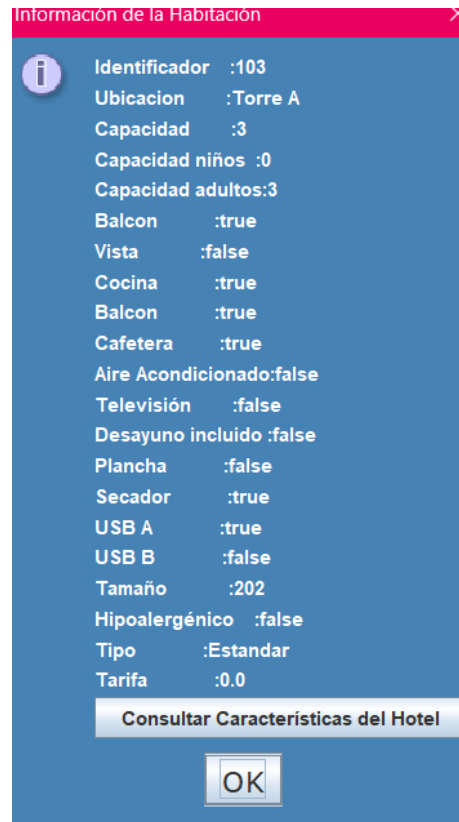 Información de la Habitación
Identificador :103
Ubicacion :Torre A
Capacidad :3
Capacidad niños :0
Capacidad adultos:3
Balcon :true
Vista :false
Cocina :true
Balcon :true
Cafetera :true
Aire Acondicionado:false
Televisión :false
Desayuno incluido :false
Plancha :false
Secador :true
USB A :true
USB B :false
Tamaño :202
Hipoalergénico :false
Tipo :Estandar
Tarifa :0.0
Consultar Características del Hotel
OK